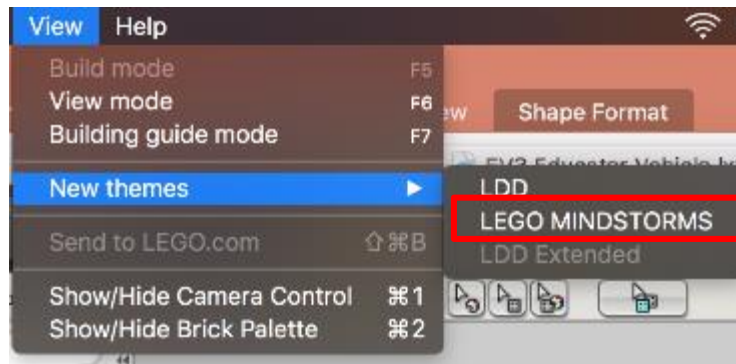 View Help
Build mode F5
View mode F6
Building guide mode F7
New themes
Send to LEGO.com ⇧⌘B
Show/Hide Camera Control ⌘1
Show/Hide Brick Palette ⌘2
Shape Format
LDD
LEGO MINDSTORMS
LDD Extended